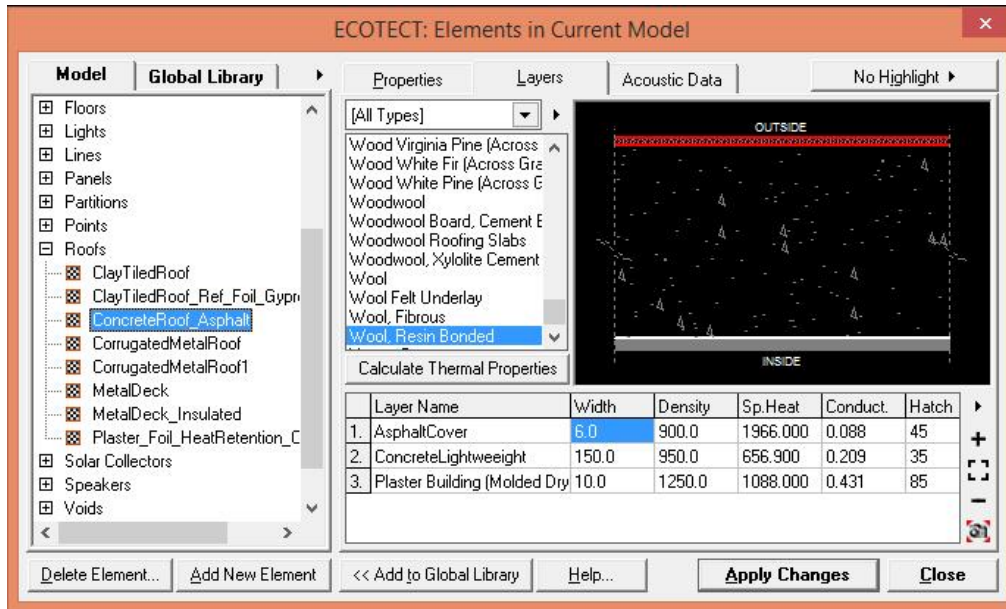 ECOTECT: Elements in Current Model
Model
Global Library
Floors
Lights
Lines
Panels
Partitions
Points
Roofs
ClayTiledRoof
ClayTiledRoof_Ref_Foil_Gypr
ConcreteRoof_Asphalt
CorrugatedMetalRoof
CorrugatedMetalRoof1
MetalDeck
MetalDeck_Insulated
Plaster_Foil_HeatRetention_C
Solar Collectors
Speakers
Voids
Delete Element...
Add New Element
Properties
Layers
Acoustic Data
No Highlight
[All Types]
Wood Virginia Pine (Across
Wood White Fir (Across Gra
Wood White Pine (Across G
Woodwool
Woodwool Board, Cement B
Woodwool Roofing Slabs
Woodwool, Xylolite Cement
Wool
Wool Felt Underlay
Wool, Fibrous
Wool, Resin Bonded
Calculate Thermal Properties
OUTSIDE
INSIDE
Layer Name Width Density Sp.Heat Conduct. Hatch
1. AsphaltCover 6.0 900.0 1966.000 0.088 45
2. ConcreteLightweeight 150.0 950.0 656.900 0.209 35
3. Plaster Building (Molded Dry 10.0 1250.0 1088.000 0.431 85
<< Add to Global Library
Help...
Apply Changes
Close